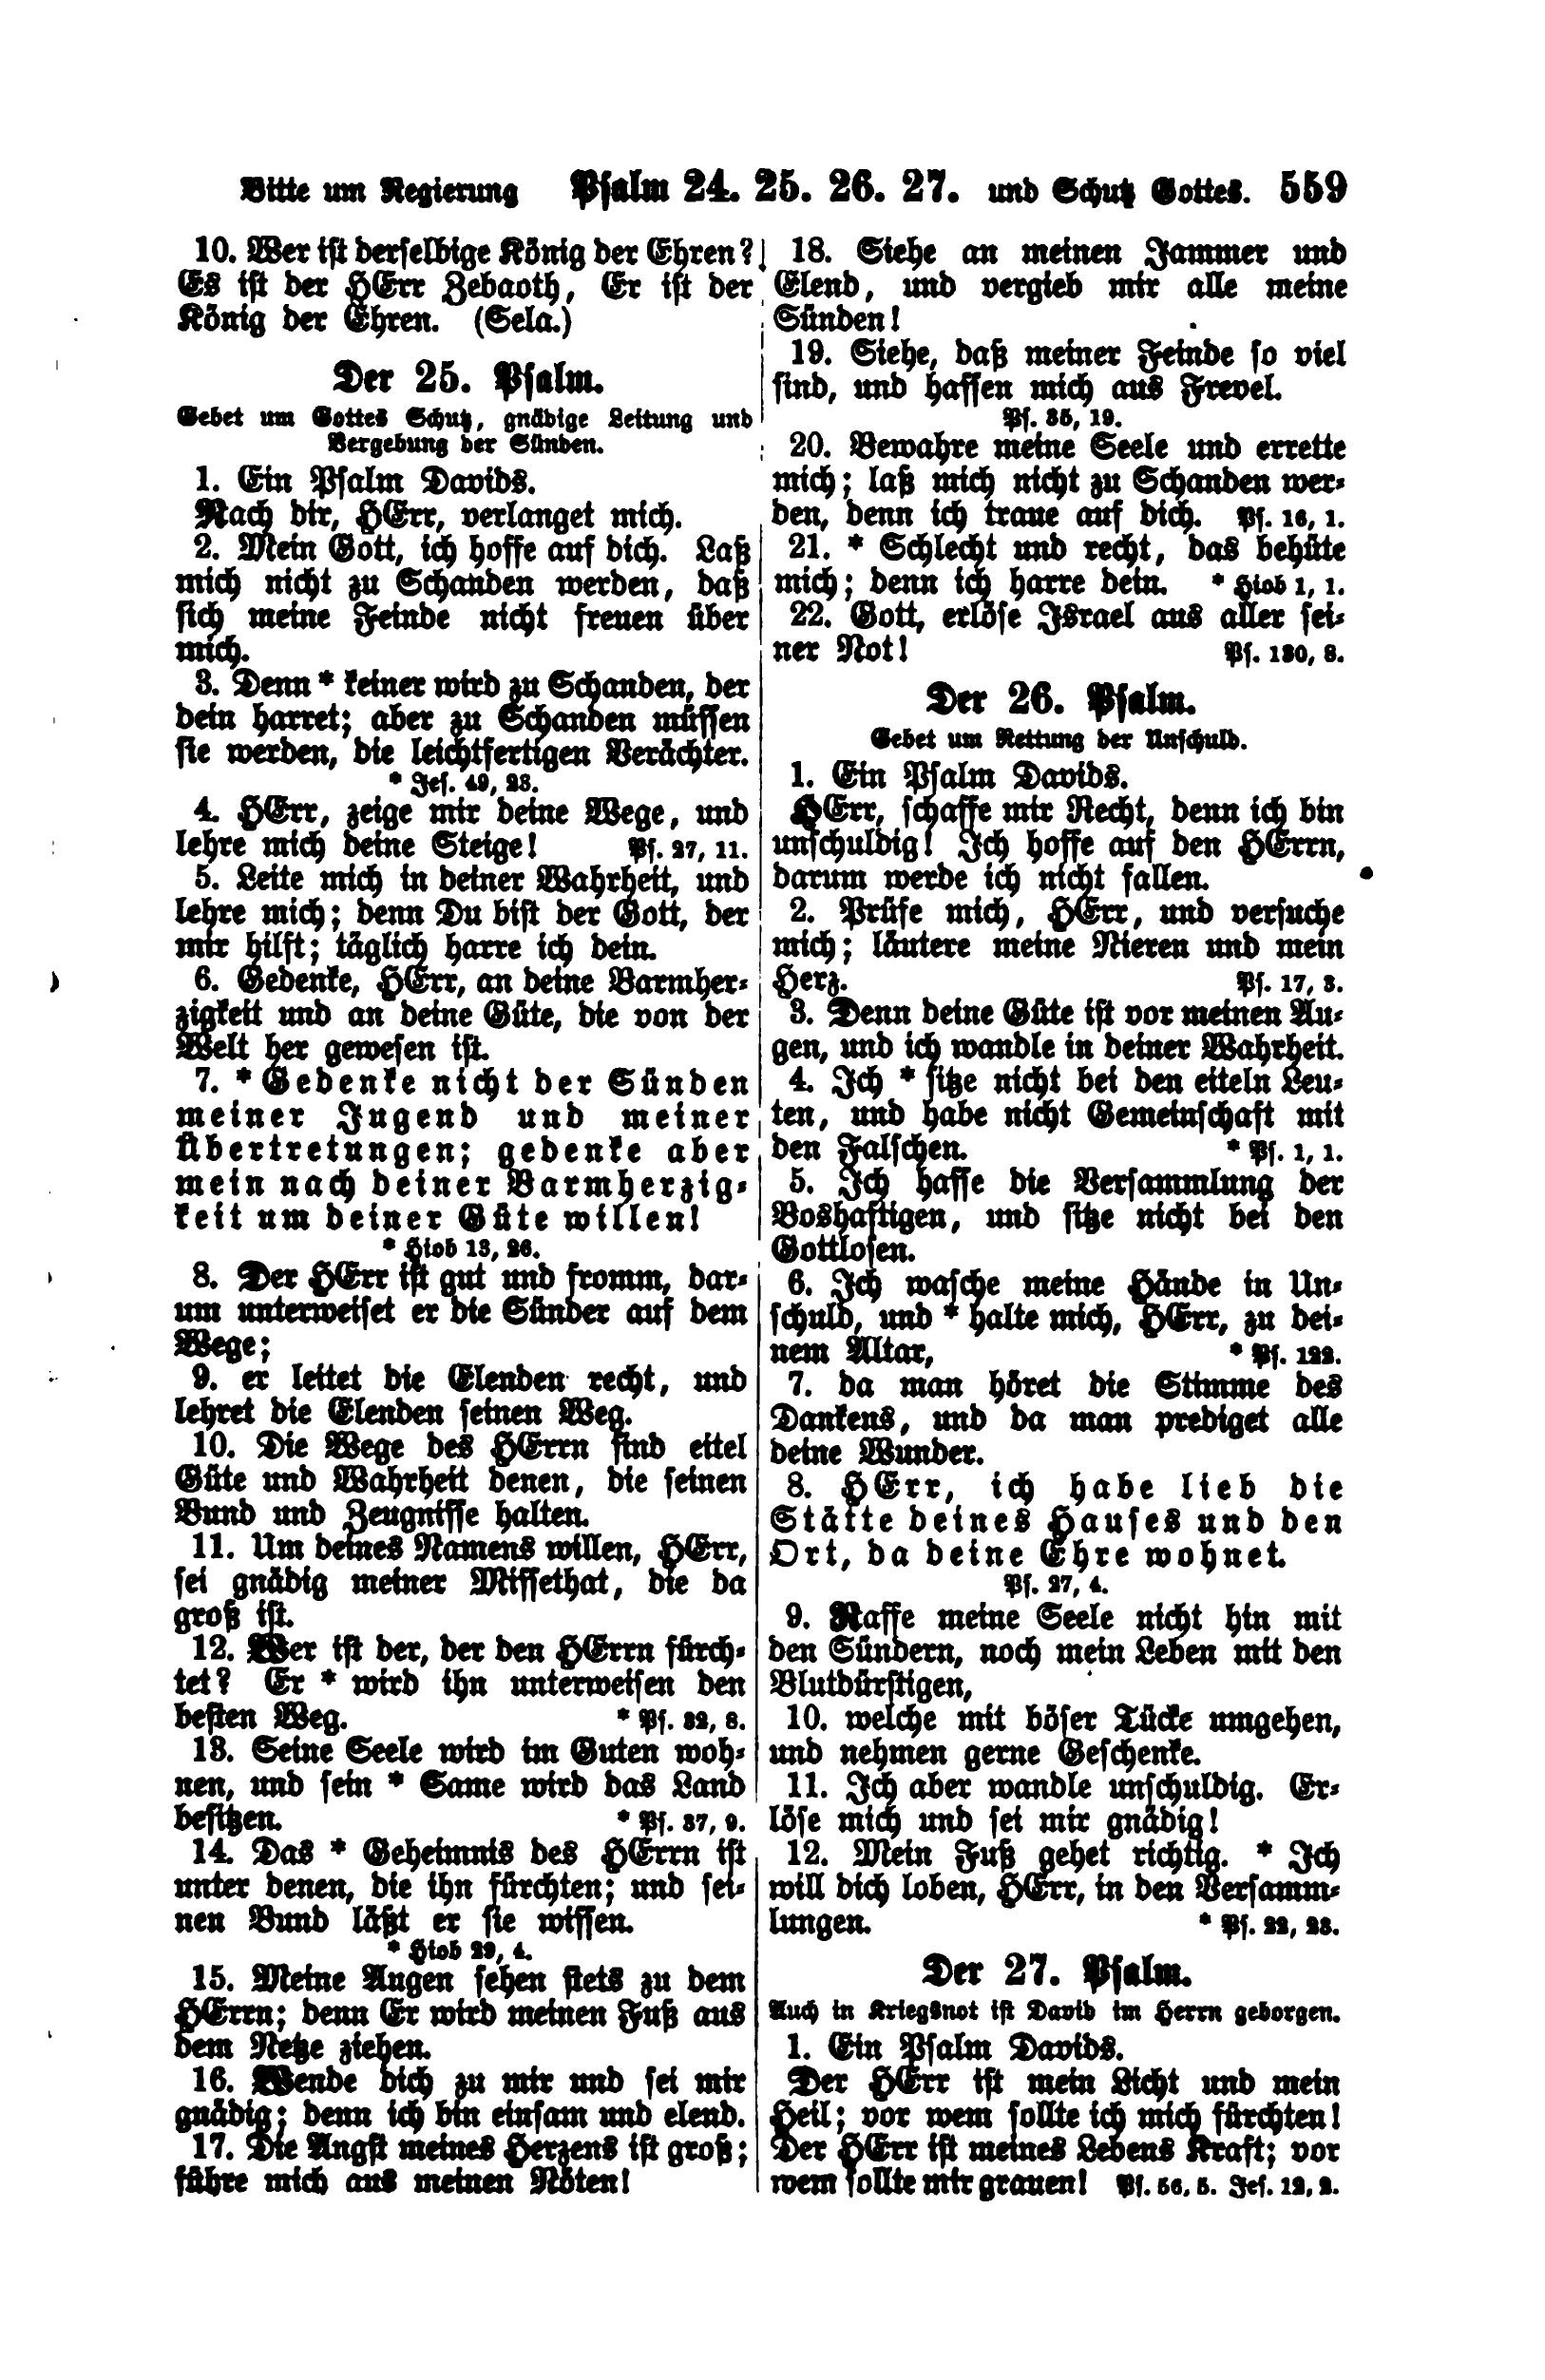 Bitte um Regierung Psalm 24. 25. 26. 27. und Schutz Gottes. 559
10. Wer ist derselbige König der Ehren?
Es ist der HErr Zebaoth, Er ist der
König der Ehren. (Sela.)
Der 25. Psalm.
Gebet um Gottes Schutz, gnädige Leitung und
Vergebung der Sünden.
1. Ein Psalm Davids.
Nach dir, HErr, verlanget mich.
2. Mein Gott, ich hoffe auf dich. Laß
mich nicht zu Schanden werden, daß
sich meine Feinde nicht freuen über
mich.
3. Denn * keiner wird zu Schanden, der
dein harret; aber zu Schanden müssen
sie werden, die leichtfertigen Verächter.
* Jes. 49, 23.
4. HErr, zeige mir deine Wege, und
lehre mich deine Steige! Ps. 27, 11.
5. Leite mich in deiner Wahrheit, und
lehre mich; denn Du bist der Gott, der
mir hilft; täglich harre ich dein.
6. Gedenke, HErr, an deine Barmher-
zigkeit und an deine Güte, die von der
Welt her gewesen ist.
7. * Gedenke nicht der Sünden
meiner Jugend und meiner
Übertretungen; gedenke aber
mein nach deiner Barmherzig-
keit um deiner Güte willen!
* Hiob 13, 26.
8. Der HErr ist gut und fromm, dar-
um unterweiset er die Sünder auf dem
Wege;
9. er leitet die Elenden recht, und
lehret die Elenden seinen Weg.
10. Die Wege des HErrn sind eitel
Güte und Wahrheit denen, die seinen
Bund und Zeugnisse halten.
11. Um deines Namens willen, HErr,
sei gnädig meiner Missethat, die da
groß ist.
12. Wer ist der, der den HErrn fürch-
tet? Er * wird ihn unterweisen den
besten Weg. * Ps. 32, 8.
13. Seine Seele wird im Guten woh-
nen, und sein * Same wird das Land
besitzen. * Ps. 37, 9.
14. Das * Geheimnis des HErrn ist
unter denen, die ihn fürchten; und sei-
nen Bund läßt er sie wissen.
* Hiob 29, 4.
15. Meine Augen sehen stets zu dem
HErrn; denn Er wird meinen Fuß aus
dem Netze ziehen.
16. Wende dich zu mir und sei mir
gnädig; denn ich bin einsam und elend.
17. Die Angst meines Herzens ist groß;
führe mich aus meinen Nöten!
18. Siehe an meinen Jammer und
Elend, und vergieb mir alle meine
Sünden!
19. Siehe, daß meiner Feinde so viel
sind, und hassen mich aus Frevel.
Ps. 35, 19.
20. Bewahre meine Seele und errette
mich; laß mich nicht zu Schanden wer-
den, denn ich traue auf dich. Ps. 16, 1.
21. * Schlecht und recht, das behüte
mich; denn ich harre dein. * Hiob 1, 1.
22. Gott, erlöse Israel aus aller sei-
ner Not! Ps. 130, 8.
Der 26. Psalm.
Gebet um Rettung der Unschuld.
1. Ein Psalm Davids.
HErr, schaffe mir Recht, denn ich bin
unschuldig! Ich hoffe auf den HErrn,
darum werde ich nicht fallen.
2. Prüfe mich, HErr, und versuche
mich; läutere meine Nieren und mein
Herz. Ps. 17, 3.
3. Denn deine Güte ist vor meinen Au-
gen, und ich wandle in deiner Wahrheit.
4. Ich * sitze nicht bei den eiteln Leu-
ten, und habe nicht Gemeinschaft mit
den Falschen. * Ps. 1, 1.
5. Ich hasse die Versammlung der
Boshaftigen, und sitze nicht bei den
Gottlosen.
6. Ich wasche meine Hände in Un-
schuld, und * halte mich, HErr, zu dei-
nem Altar, * Ps. 122.
7. da man höret die Stimme des
Dankens, und da man prediget alle
deine Wunder.
8. HErr, ich habe lieb die
Stätte deines Hauses und den
Ort, da deine Ehre wohnet.
Ps. 27, 4.
9. Raffe meine Seele nicht hin mit
den Sündern, noch mein Leben mit den
Blutdürstigen,
10. welche mit böser Tücke umgehen,
und nehmen gerne Geschenke.
11. Ich aber wandle unschuldig. Er-
löse mich und sei mir gnädig!
12. Mein Fuß gehet richtig. * Ich
will dich loben, HErr, in den Versamm-
lungen. * Ps. 22, 23.
Der 27. Psalm.
Auch in Kriegsnot ist David im Herrn geborgen.
1. Ein Psalm Davids.
Der HErr ist mein Licht und mein
Heil; vor wem sollte ich mich fürchten!
Der HErr ist meines Lebens Kraft; vor
wem sollte mir grauen! Ps. 56, 5. Jes. 12, 2.